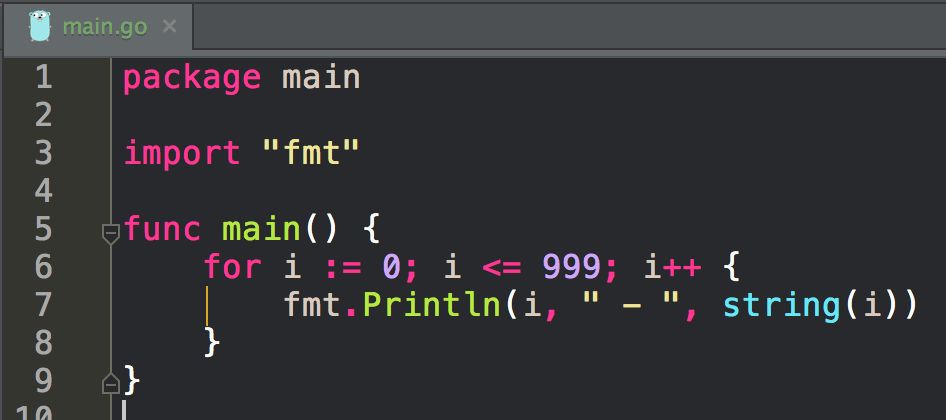 main.go ×
1 package main
2
3 import "fmt"
4
5 func main() {
6     for i := 0; i <= 999; i++ {
7         fmt.Println(i, " – ", string(i))
8     }
9 }
10